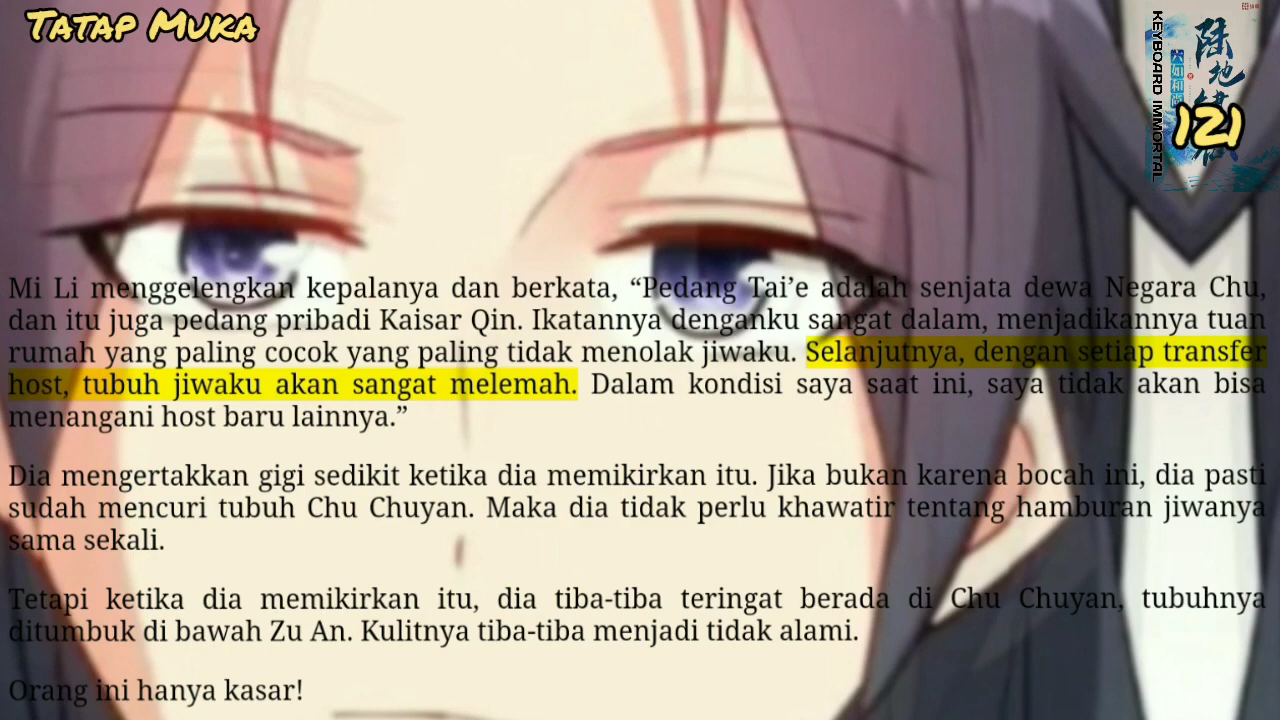 Tatap Muka
KEYBOARD IMMORTAL
121
Mi Li menggelengkan kepalanya dan berkata, “Pedang Tai’e adalah senjata dewa Negara Chu,
dan itu juga pedang pribadi Kaisar Qin. Ikatannya denganku sangat dalam, menjadikannya tuan
rumah yang paling cocok yang paling tidak menolak jiwaku. Selanjutnya, dengan setiap transfer
host, tubuh jiwaku akan sangat melemah. Dalam kondisi saya saat ini, saya tidak akan bisa
menangani host baru lainnya.”
Dia mengertakkan gigi sedikit ketika dia memikirkan itu. Jika bukan karena bocah ini, dia pasti
sudah mencuri tubuh Chu Chuyan. Maka dia tidak perlu khawatir tentang hamburan jiwanya
sama sekali.
Tetapi ketika dia memikirkan itu, dia tiba-tiba teringat berada di Chu Chuyan, tubuhnya
ditumbuk di bawah Zu An. Kulitnya tiba-tiba menjadi tidak alami.
Orang ini hanya kasar!